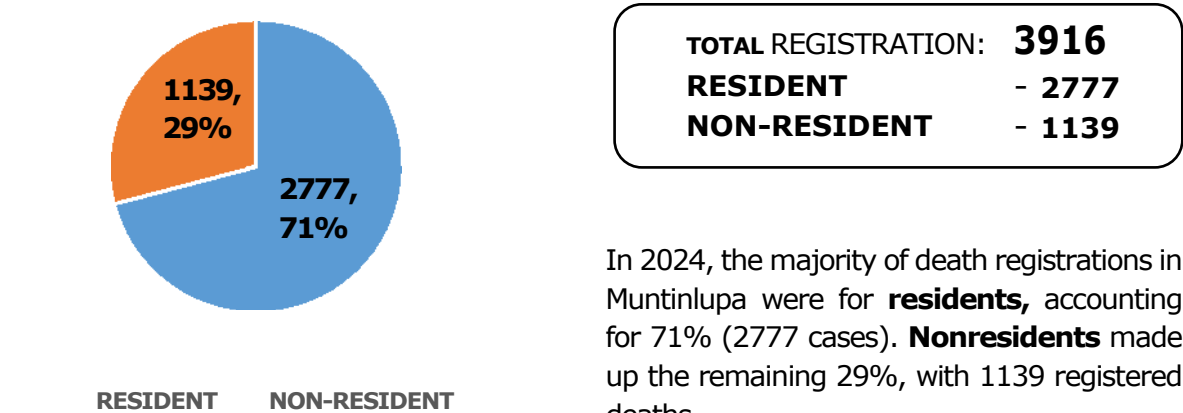 1139,
29%
2777,
71%
RESIDENT NON-RESIDENT
TOTAL REGISTRATION: 3916
RESIDENT - 2777
NON-RESIDENT - 1139
In 2024, the majority of death registrations in
Muntinlupa were for residents, accounting
for 71% (2777 cases). Nonresidents made
up the remaining 29%, with 1139 registered